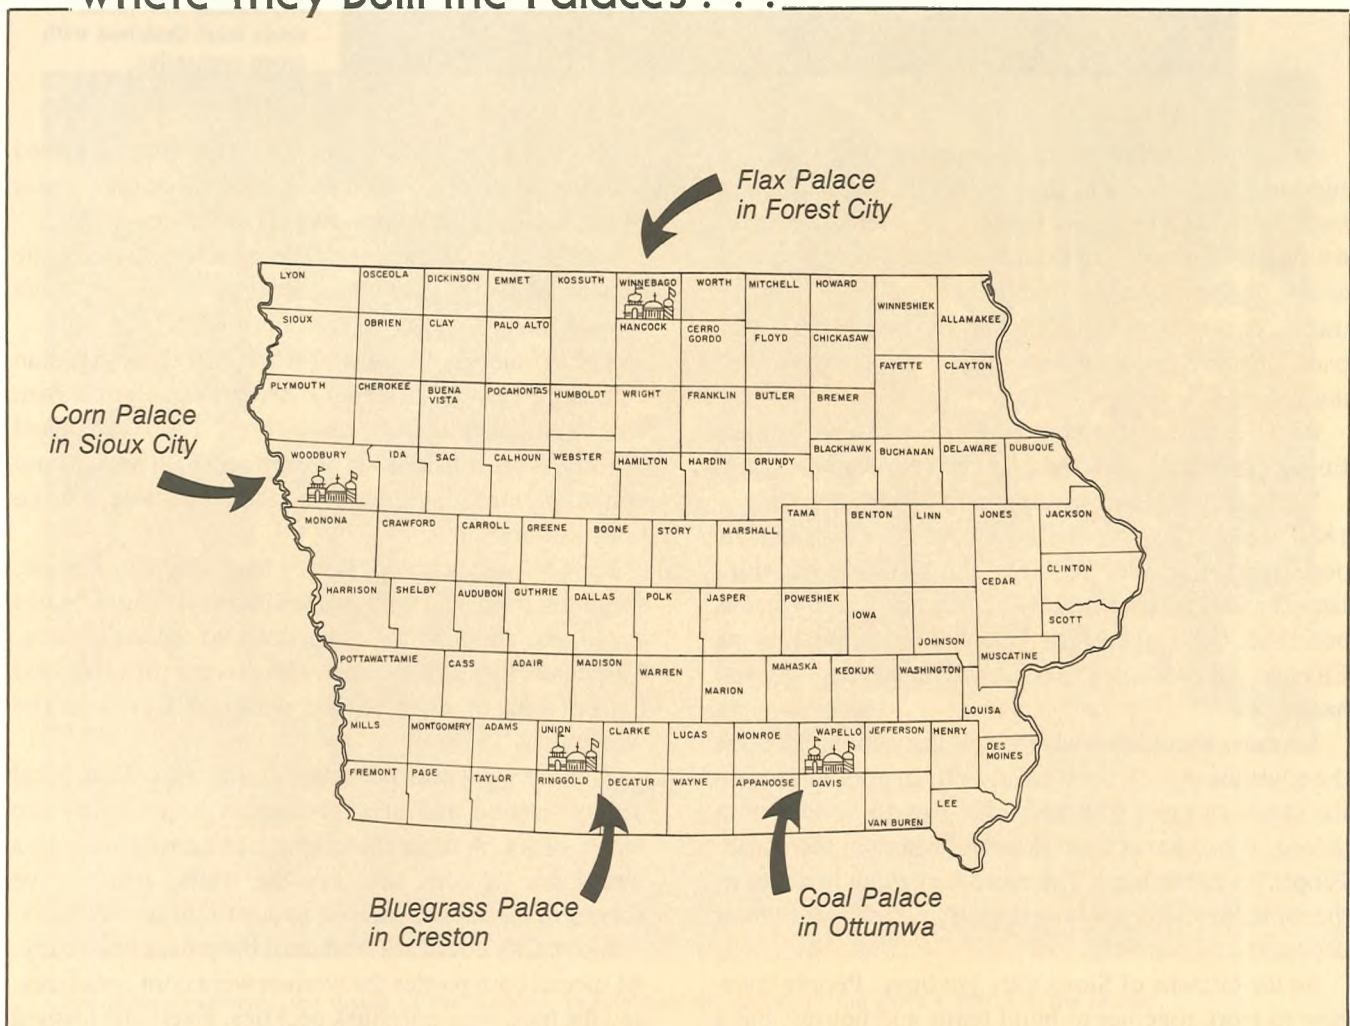 Where They Built the Palaces . . .
Flax Palace
in Forest City
LYON
OSCEOLA
DICKINSON
EMMET
KOSSUTH
WINNEBAGO
WORTH
MITCHELL
HOWARD
WINNESHIEK
ALLAMAKEE
SIOUX
OBRIEN
CLAY
PALO ALTO
HANCOCK
CERRO
GORDO
FLOYD
CHICKASAW
FAYETTE
CLAYTON
PLYMOUTH
CHEROKEE
BUENA
VISTA
POCAHONTAS
HUMBOLDT
WRIGHT
FRANKLIN
BUTLER
BREMER
Corn Palace
in Sioux City
WOODBURY
IDA
SAC
CALHOUN
WEBSTER
HAMILTON
HARDIN
GRUNDY
BLACKHAWK
BUCHANAN
DELAWARE
DUBUQUE
MONONA
CRAWFORD
CARROLL
GREENE
BOONE
STORY
MARSHALL
TAMA
BENTON
LINN
JONES
JACKSON
CLINTON
CEDAR
HARRISON
SHELBY
AUDUBON
GUTHRIE
DALLAS
POLK
JASPER
POWESHIEK
IOWA
JOHNSON
SCOTT
MUSCATINE
POTTAWATTAMIE
CASS
ADAIR
MADISON
WARREN
MARION
MAHASKA
KEOKUK
WASHINGTON
LOUISA
MILLS
MONTGOMERY
ADAMS
UNION
CLARKE
LUCAS
MONROE
WAPELLO
JEFFERSON
HENRY
DES
MOINES
FREMONT
PAGE
TAYLOR
RINGGOLD
DECATUR
WAYNE
APPANOOSE
DAVIS
VAN BUREN
LEE
Bluegrass Palace
in Creston
Coal Palace
in Ottumwa